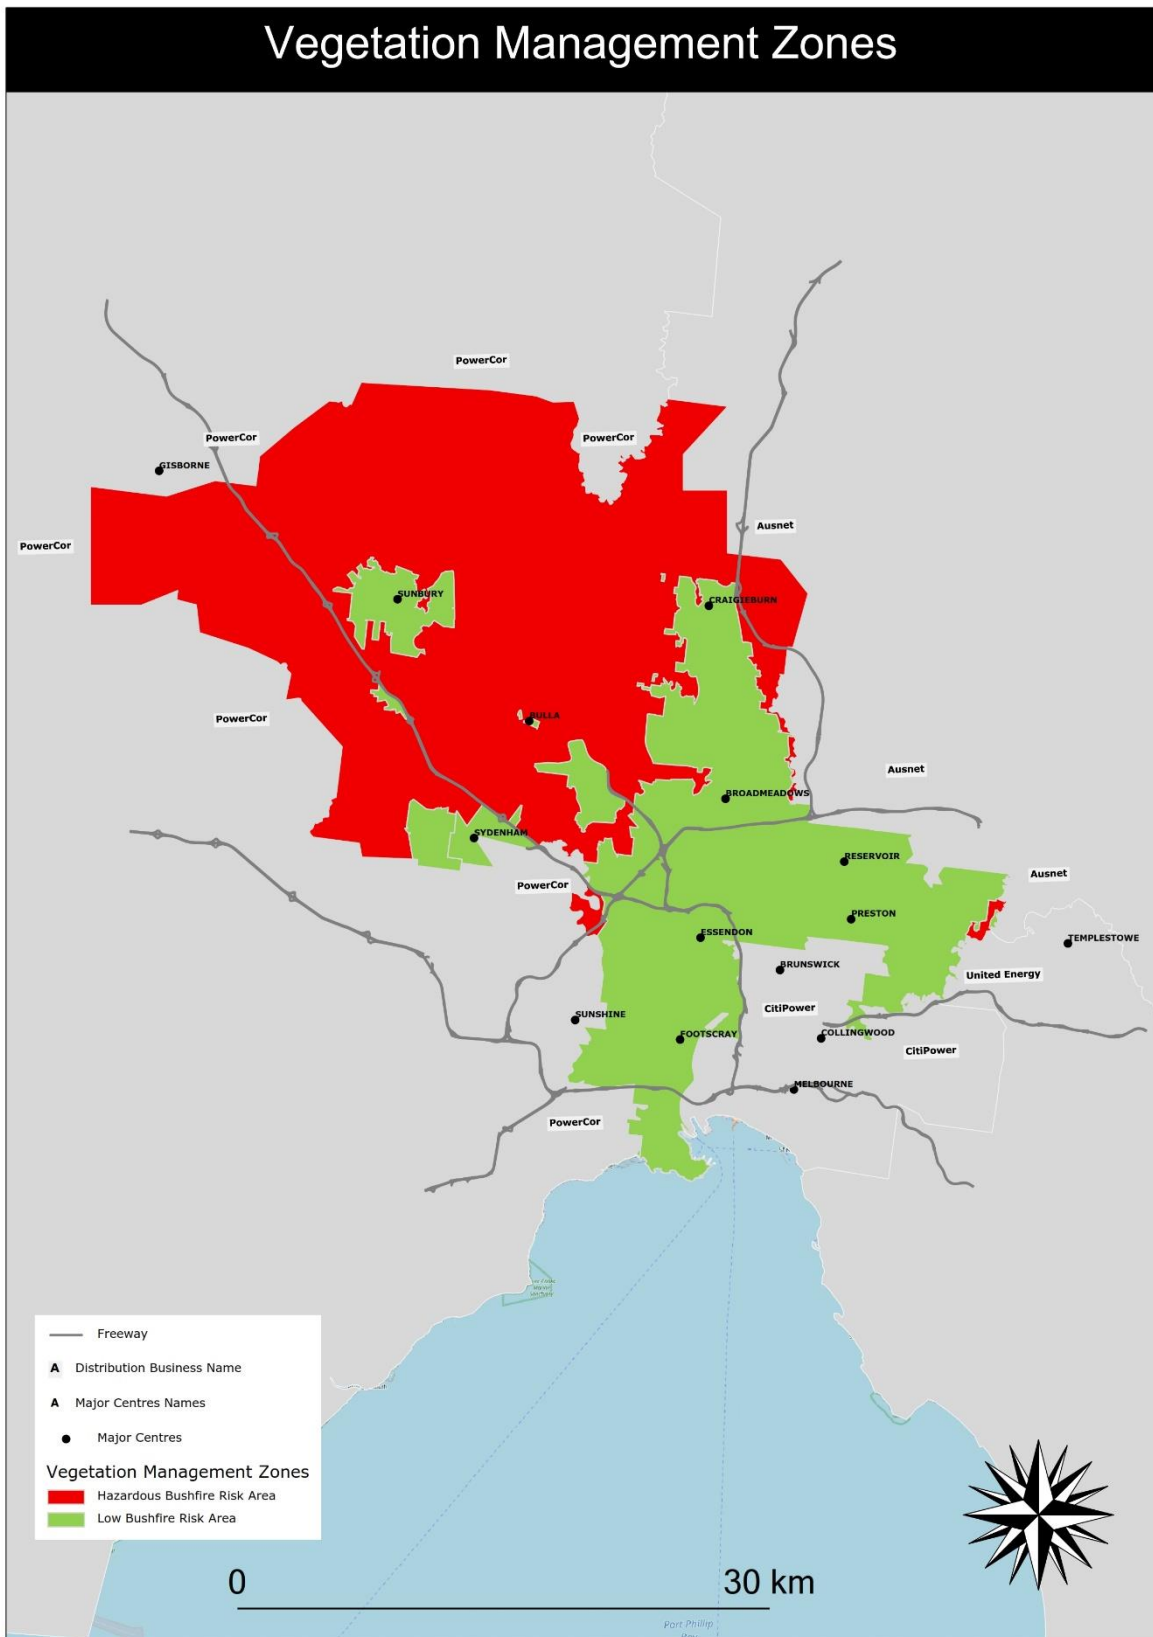 Vegetation Management Zones
PowerCor
PowerCor
PowerCor
GISBORNE
Ausnet
PowerCor
SUNBURY
CRAIGIEBURN
PowerCor
BULLA
Ausnet
BROADMEADOWS
SYDENHAM
RESERVOIR
Ausnet
PowerCor
PRESTON
ESSENDON
TEMPLESTOWE
BRUNSWICK
United Energy
CitiPower
SUNSHINE
FOOTSCRAY
COLLINGWOOD
CitiPower
MELBOURNE
PowerCor
Freeway
A Distribution Business Name
A Major Centres Names
Major Centres
Vegetation Management Zones
Hazardous Bushfire Risk Area
Low Bushfire Risk Area
0 30 km
Port Phillip